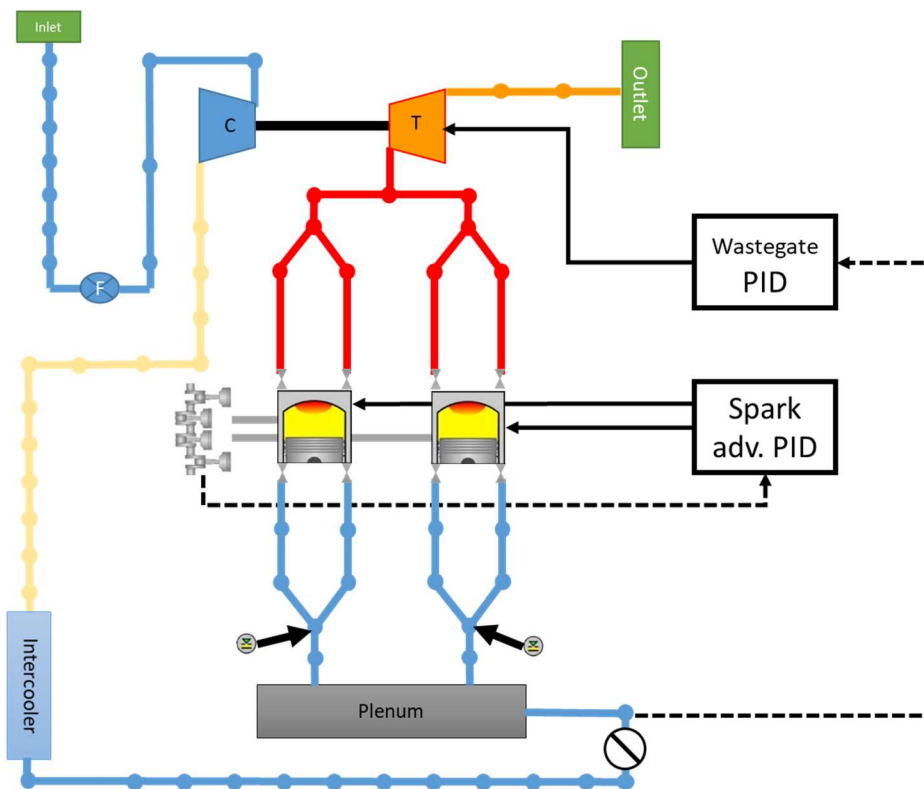 Inlet
Outlet
C
T
Wastegate
PID
F
Spark
adv. PID
Intercooler
Plenum